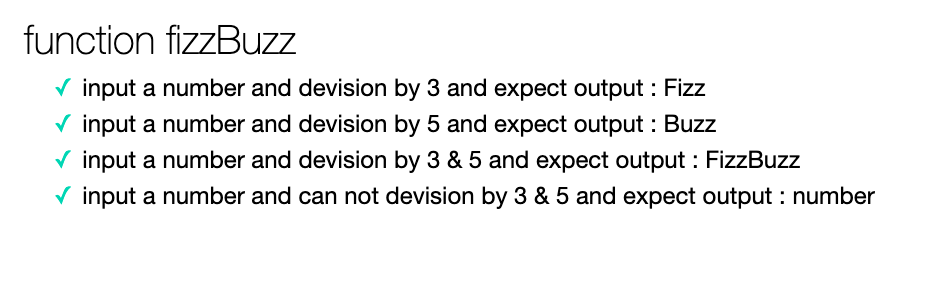 function fizzBuzz
✓ input a number and devision by 3 and expect output : Fizz
✓ input a number and devision by 5 and expect output : Buzz
✓ input a number and devision by 3 & 5 and expect output : FizzBuzz
✓ input a number and can not devision by 3 & 5 and expect output : number